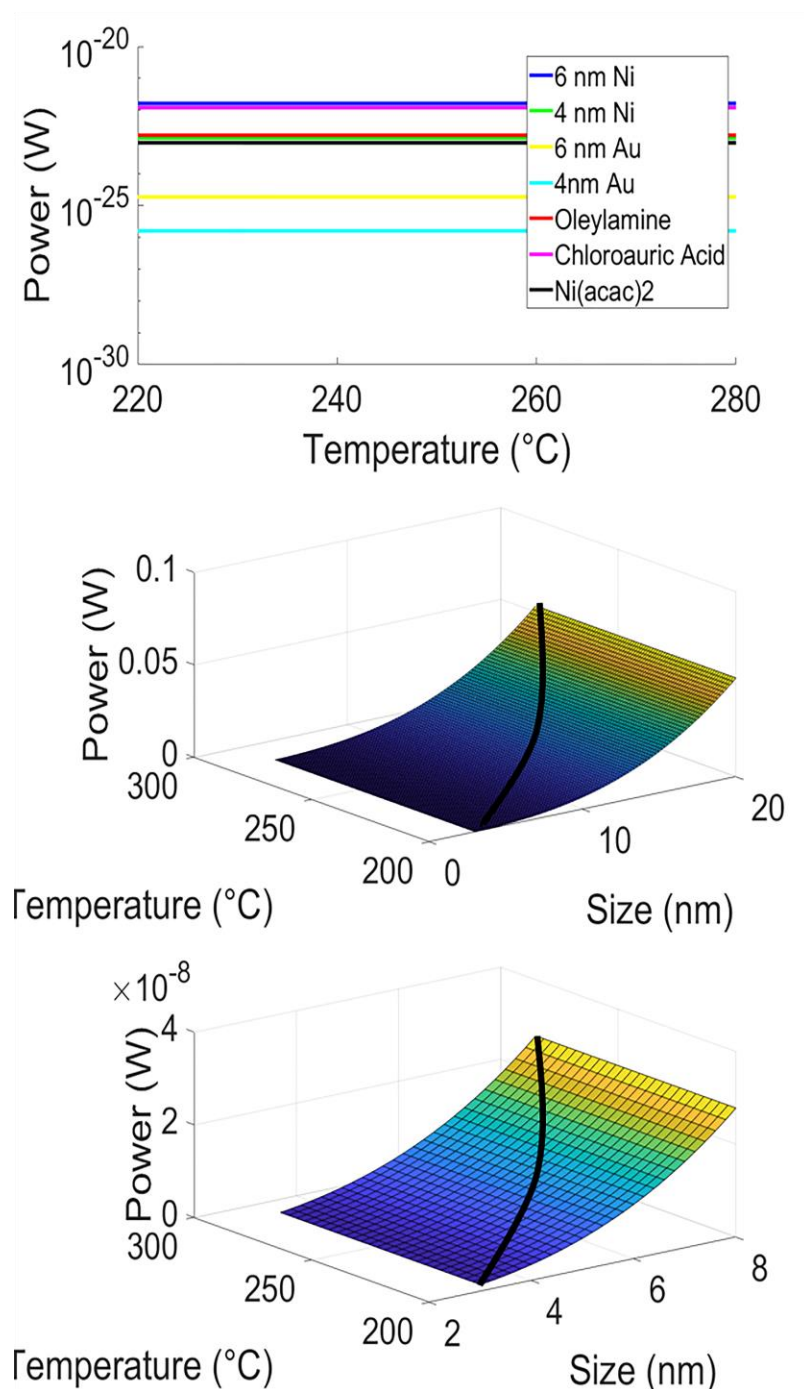 10^-20
6 nm Ni
4 nm Ni
6 nm Au
4nm Au
Oleylamine
Chloroauric Acid
Ni(acac)2
Power (W)
10^-25
10^-30
220 240 260 280
Temperature (°C)
0.1
0.05
0
Power (W)
300
250
200
0
10
20
Temperature (°C)
Size (nm)
×10^-8
4
2
0
Power (W)
300
250
200
2
4
6
8
Temperature (°C)
Size (nm)